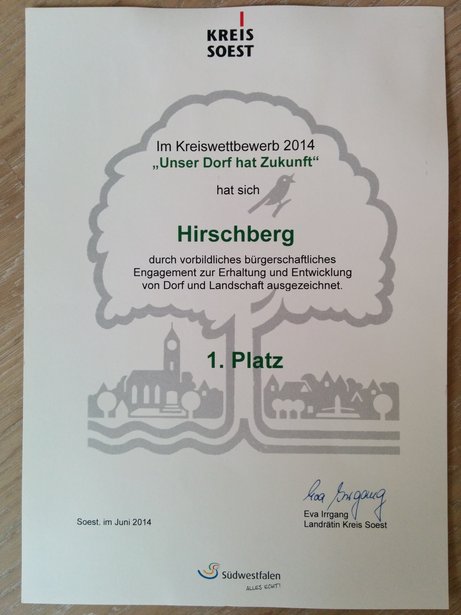 KREIS
SOEST
Im Kreiswettbewerb 2014
„Unser Dorf hat Zukunft“
hat sich
Hirschberg
durch vorbildliches bürgerschaftliches
Engagement zur Erhaltung und Entwicklung
von Dorf und Landschaft ausgezeichnet.
1. Platz
Eva Irrgang
Eva Irrgang
Soest, im Juni 2014
Landrätin Kreis Soest
Südwestfalen
ALLES ECHT!